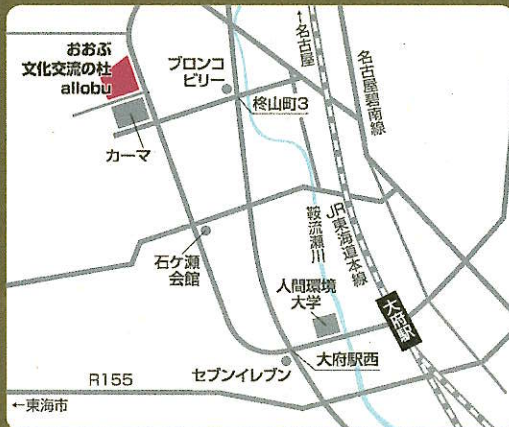 おおぶ
文化交流の杜
allobu
カーマ
ブロンコ
ビリー
柊山町3
←名古屋
名古屋碧南線
石ケ瀬
会館
鞍流瀬川
JR東海道本線
人間環境
大学
大府駅
大府駅西
セブンイレブン
R155
←東海市